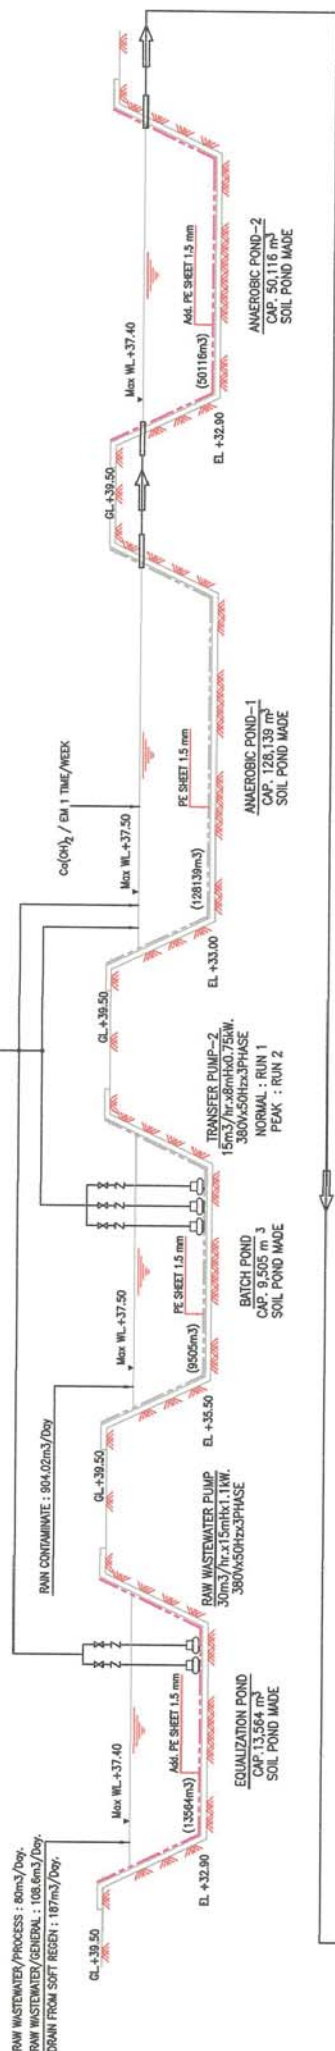 RAW WASTEWATER/PROCESS : 80m3/Day.
RAW WASTEWATER/GENERAL : 108.6m3/Day.
DRAIN FROM SOFT REGEN : 187m3/Day.
GL.+39.50
Max WL.+37.40
(13564m3)
Add. PE SHEET 1.5 mm
EL +32.90
EQUALIZATION POND
CAP.13,564 m3
SOIL POND MADE
RAW WASTEWATER PUMP
30m3/hr.x15mHx1.1kW.
380Vx50Hzx3PHASE
GL.+39.50
RAIN CONTAMINATE : 904.02m3/Day
Max WL.+37.50
(9505m3)
PE SHEET 1.5 mm
EL +35.50
BATCH POND
CAP. 9,505 m 3
SOIL POND MADE
TRANSFER PUMP-2
15m3/hr.x8mHx0.75kW.
380Vx50Hzx3PHASE
NORMAL : RUN 1
PEAK : RUN 2
GL.+39.50
Ca(OH)2 / EM 1 TIME/WEEK
Max WL.+37.50
(128139m3)
PE SHEET 1.5 mm
EL +33.00
ANAEROBIC POND-1
CAP. 128,139 m3
SOIL POND MADE
GL.+39.50
Max WL.+37.40
(50116m3)
Add. PE SHEET 1.5 mm
EL +32.90
ANAEROBIC POND-2
CAP. 50,116 m3
SOIL POND MADE